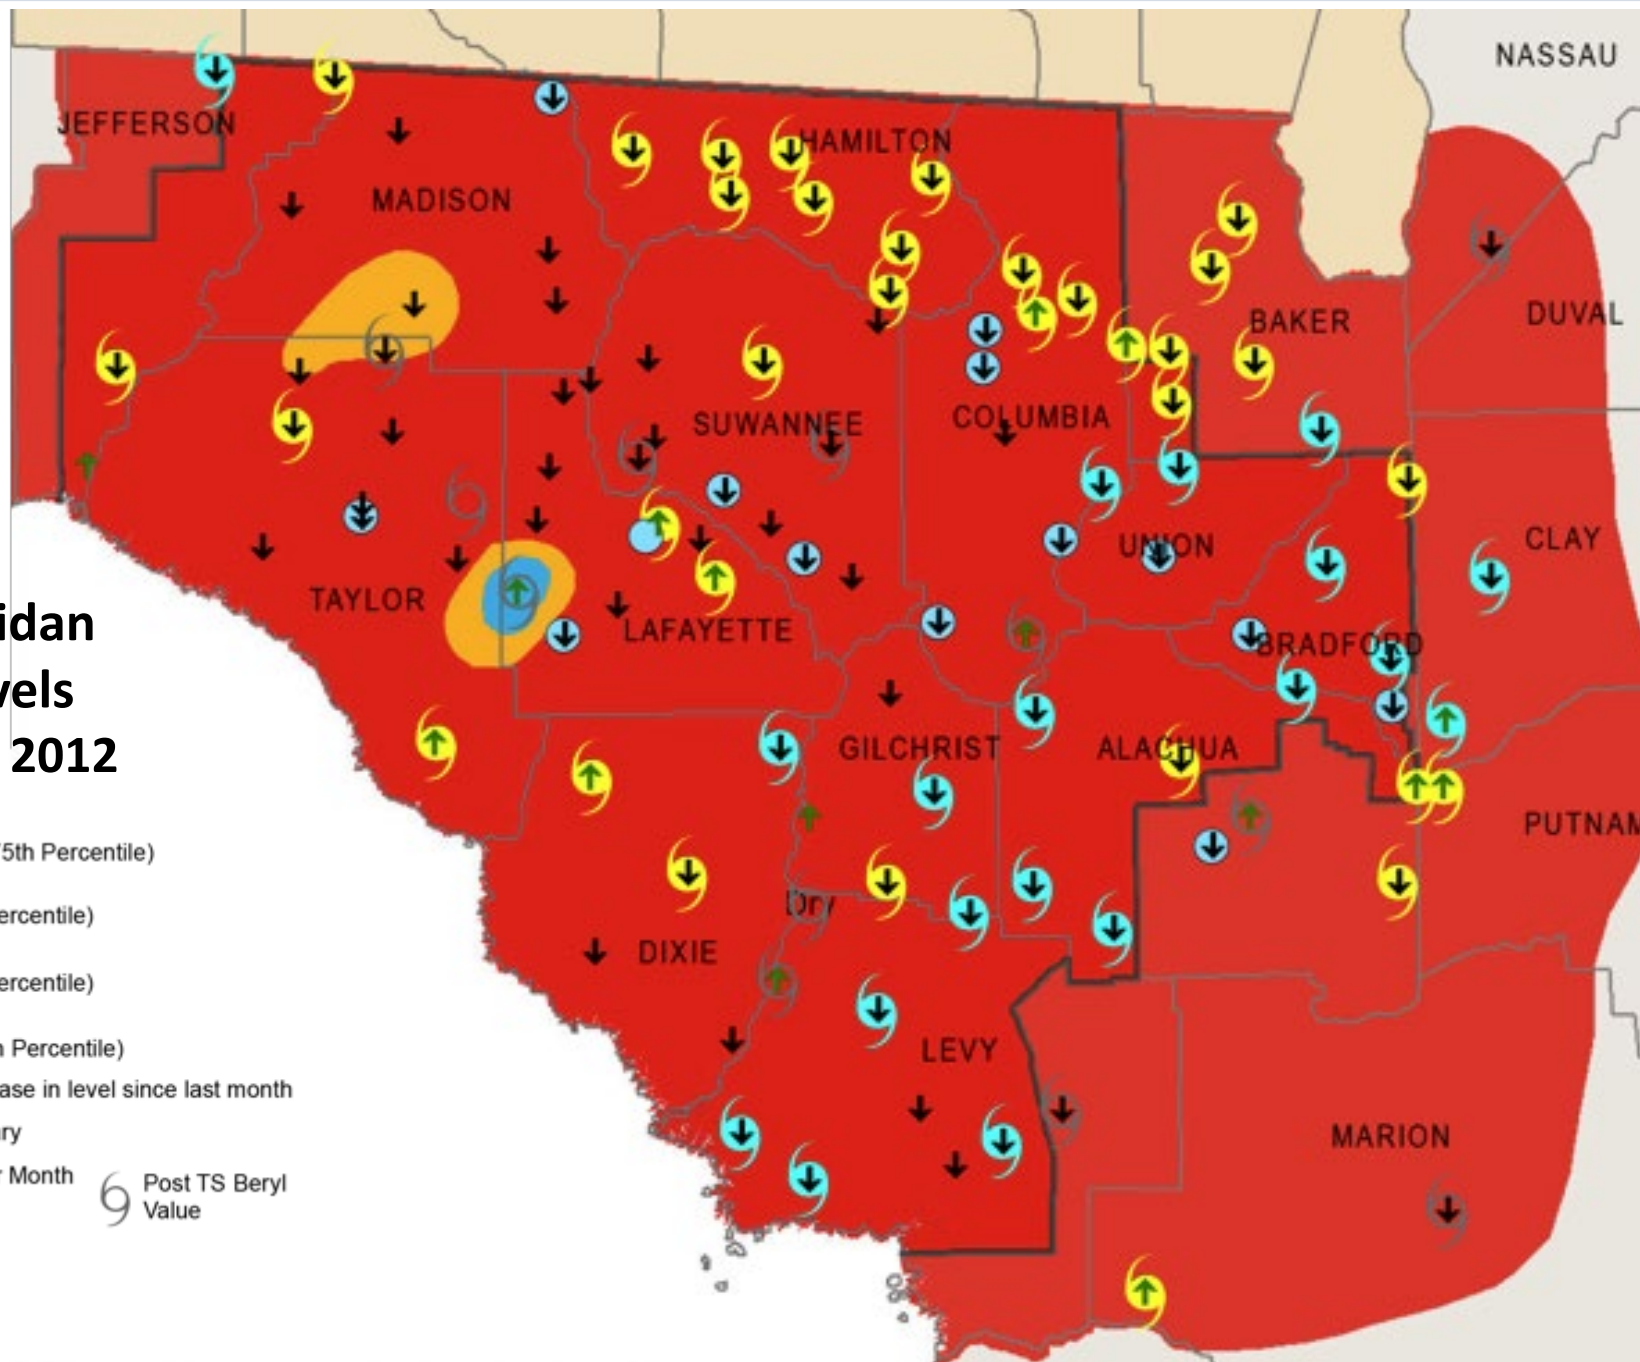 NASSAU
JEFFERSON
HAMILTON
MADISON
DUVAL
BAKER
SUWANNEE
COLUMBIA
CLAY
UNION
TAYLOR
LAFAYETTE
BRADFORD
idan
vels
2012
GILCHRIST
ALACHUA
PUTNAM
5th Percentile)
ercentile)
Dry
DIXIE
ercentile)
LEVY
h Percentile)
ase in level since last month
ry
MARION
r Month
Post TS Beryl
Value